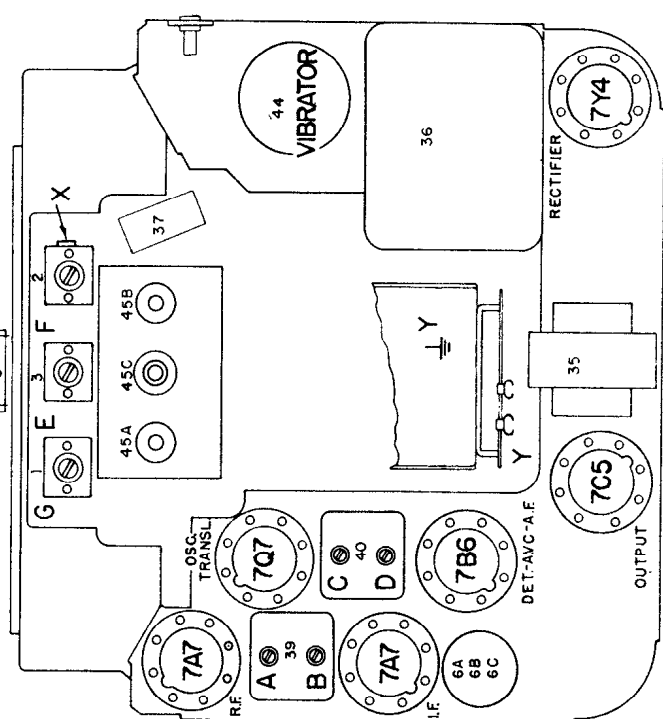 44
VIBRATOR
36
7Y4
RECTIFIER
X
37
2
F
3
E
1
G
45B
45C
45A
Y
Y
35
7C5
OUTPUT
OSC.
TRANSL.
7Q7
C
40
D
7B6
DET.-AVC-A.F.
7A7
R.F.
A
39
B
7A7
6A
6B
6C